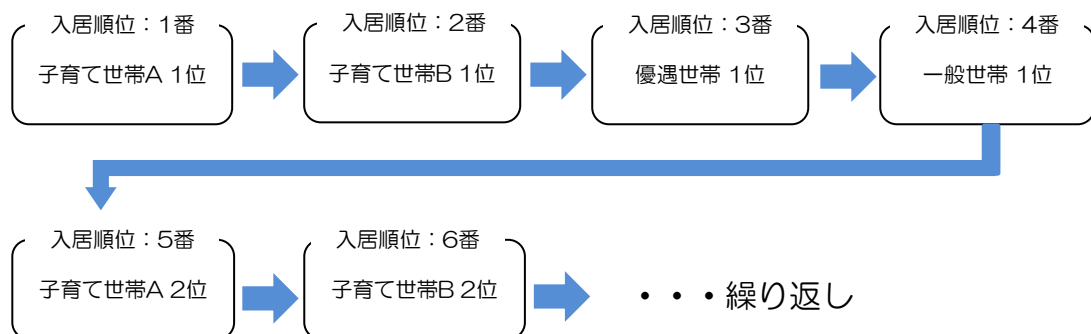 入居順位：1番
子育て世帯A 1位
入居順位：2番
子育て世帯B 1位
入居順位：3番
優遇世帯 1位
入居順位：4番
一般世帯 1位
入居順位：5番
子育て世帯A 2位
入居順位：6番
子育て世帯B 2位
・・・繰り返し